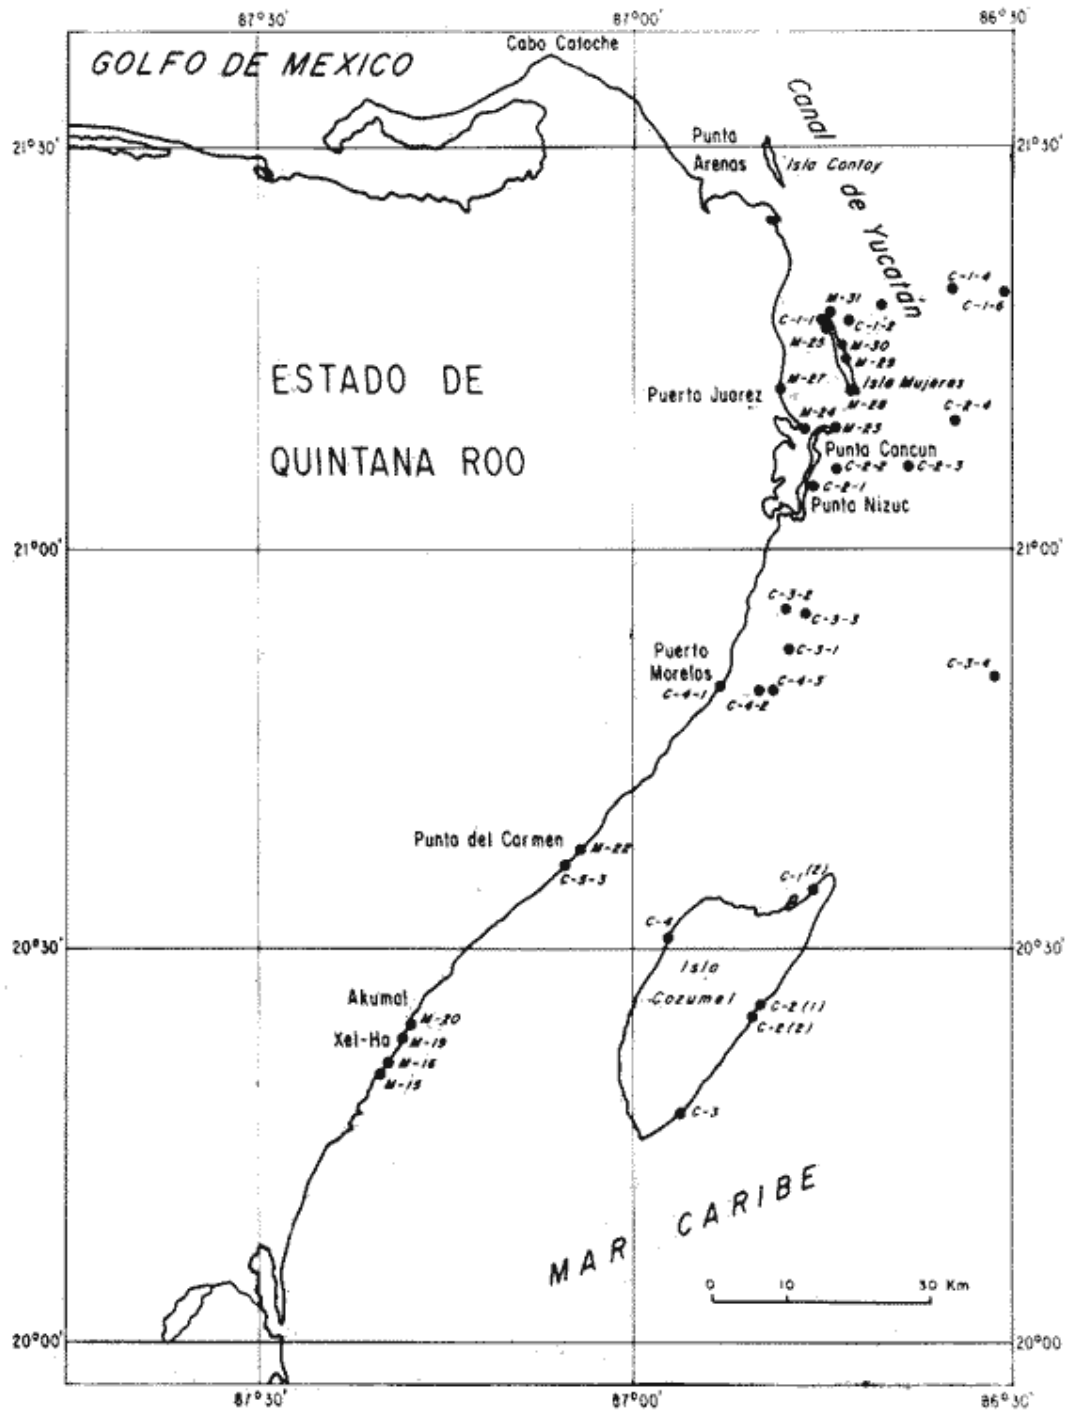 87°30'
87°00'
86°30'
GOLFO DE MEXICO
Cabo Catoche
Canal
de Yucatán
21°30'
Punta
Arenas
Isla Contoy
21°30'
C-1-4
C-1-6
M-31
C-1-1
C-1-2
M-25
M-30
M-29
ESTADO DE
QUINTANA ROO
Puerto Juarez
M-27
Isla Mujeres
M-28
M-24
M-23
C-2-4
Punta Cancun
C-2-2
C-2-3
C-2-1
Punta Nizuc
21°00'
21°00'
C-3-2
C-3-3
C-3-1
Puerto
Morelos
C-3-4
C-4-1
C-4-2
C-4-3
Punta del Carmen
M-22
C-5-3
C-1(2)
C-4
20°30'
20°30'
Isla
Cozumel
Akumal
M-20
C-2(1)
C-2(2)
Xel-Ha
M-19
M-16
M-15
C-3
MAR CARIBE
0 10 30 Km
20°00'
20°00'
87°30'
87°00'
86°30'